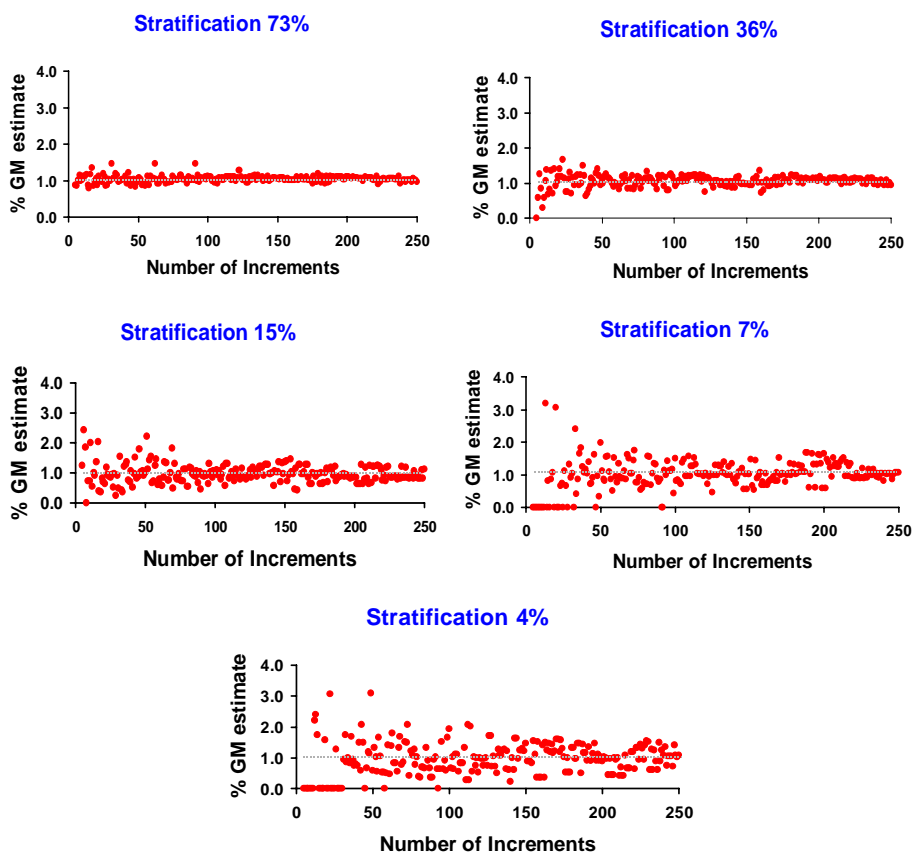 Stratification 73%
% GM estimate
4.0
3.0
2.0
1.0
0.0
0 50 100 150 200 250
Number of Increments
Stratification 36%
% GM estimate
4.0
3.0
2.0
1.0
0.0
0 50 100 150 200 250
Number of Increments
Stratification 15%
% GM estimate
4.0
3.0
2.0
1.0
0.0
0 50 100 150 200 250
Number of Increments
Stratification 7%
% GM estimate
4.0
3.0
2.0
1.0
0.0
0 50 100 150 200 250
Number of Increments
Stratification 4%
% GM estimate
4.0
3.0
2.0
1.0
0.0
0 50 100 150 200 250
Number of Increments